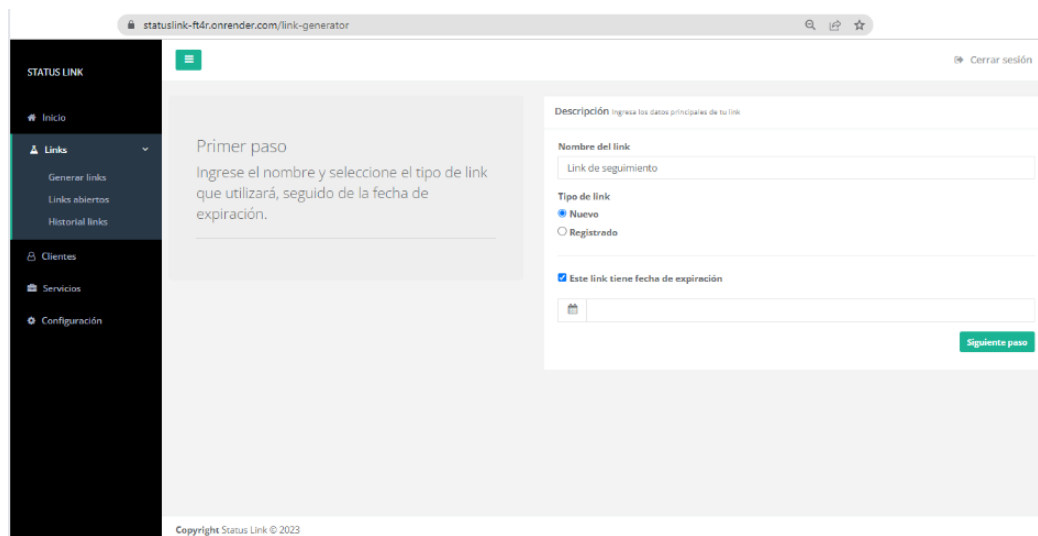 statuslink-ft4r.onrender.com/link-generator
STATUS LINK
Cerrar sesión
Inicio
Links
Generar links
Links abiertos
Historial links
Clientes
Servicios
Configuración
Primer paso
Ingrese el nombre y seleccione el tipo de link
que utilizará, seguido de la fecha de
expiración.
Descripción Ingresa los datos principales de tu link
Nombre del link
Link de seguimiento
Tipo de link
Nuevo
Registrado
Este link tiene fecha de expiración
Siguiente paso
Copyright Status Link © 2023